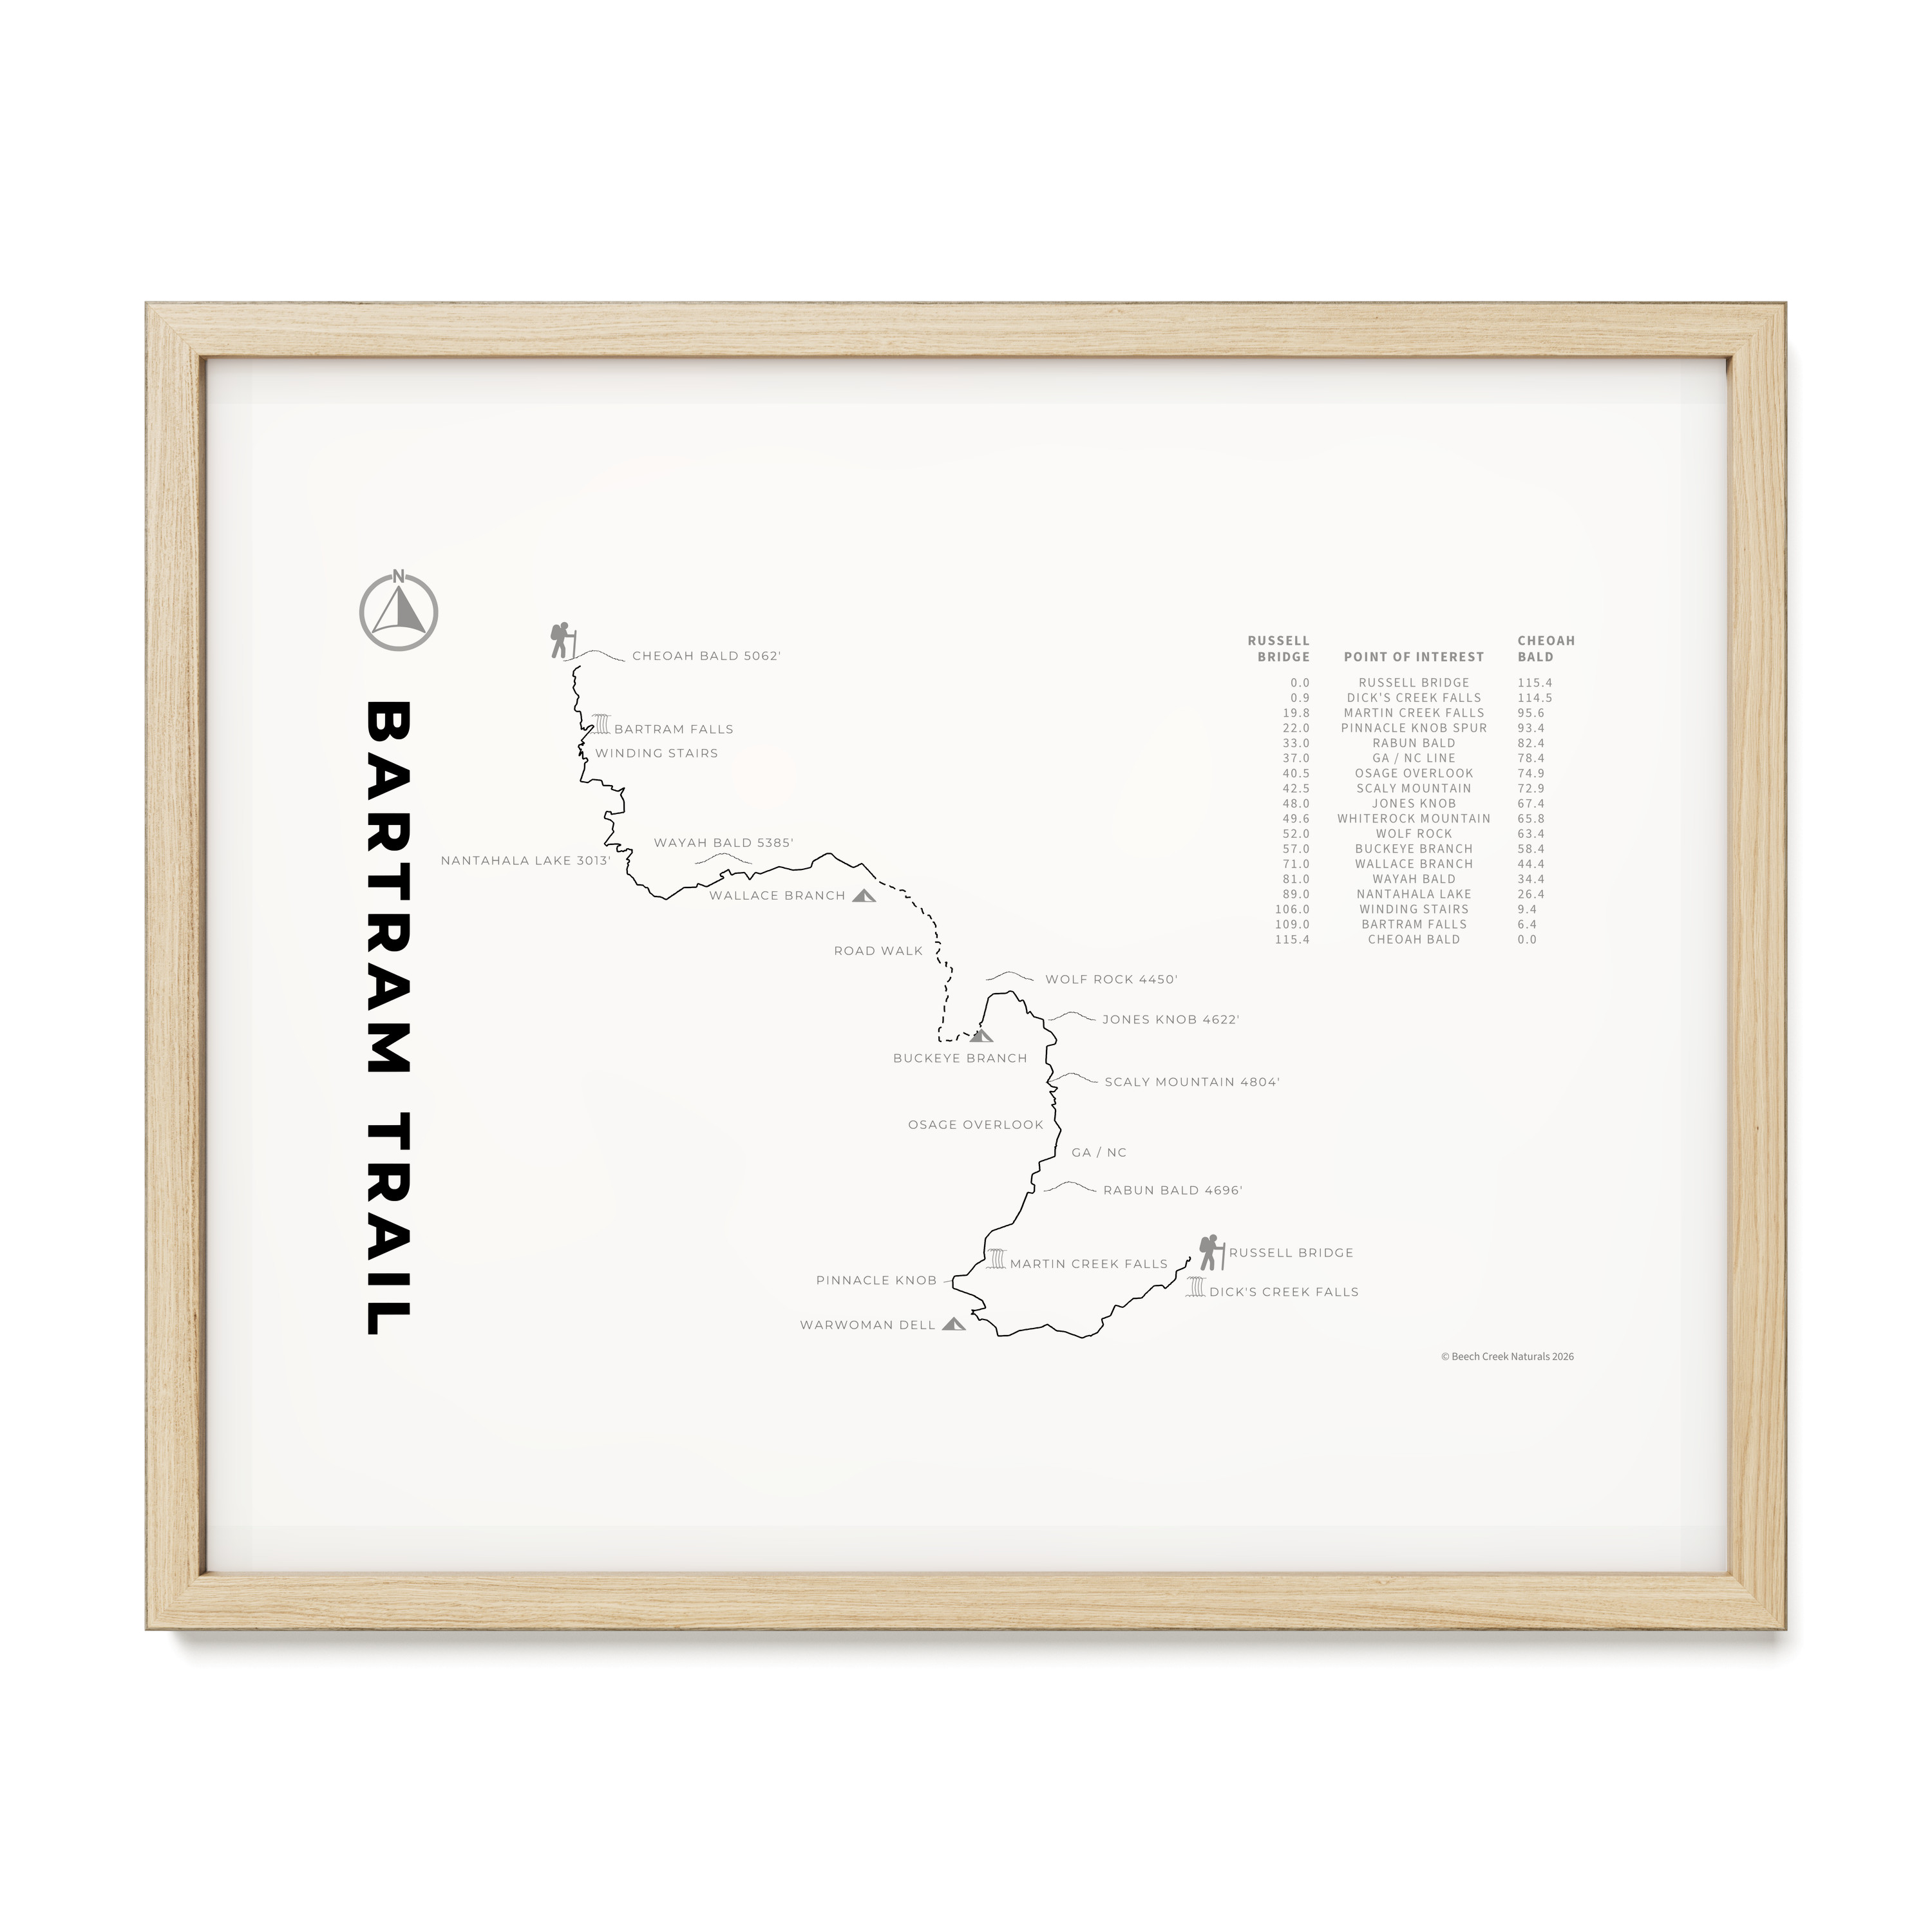 N
BARTRAM TRAIL
CHEOAH BALD 5062'
BARTRAM FALLS
WINDING STAIRS
WAYAH BALD 5385'
NANTAHALA LAKE 3013'
WALLACE BRANCH
ROAD WALK
WOLF ROCK 4450'
JONES KNOB 4622'
BUCKEYE BRANCH
SCALY MOUNTAIN 4804'
OSAGE OVERLOOK
GA / NC
RABUN BALD 4696'
RUSSELL BRIDGE
MARTIN CREEK FALLS
PINNACLE KNOB
DICK'S CREEK FALLS
WARWOMAN DELL
RUSSELL BRIDGE POINT OF INTEREST CHEOAH BALD
0.0 RUSSELL BRIDGE 115.4
0.9 DICK'S CREEK FALLS 114.5
19.8 MARTIN CREEK FALLS 95.6
22.0 PINNACLE KNOB SPUR 93.4
33.0 RABUN BALD 82.4
37.0 GA / NC LINE 78.4
40.5 OSAGE OVERLOOK 74.9
42.5 SCALY MOUNTAIN 72.9
48.0 JONES KNOB 67.4
49.6 WHITEROCK MOUNTAIN 65.8
52.0 WOLF ROCK 63.4
57.0 BUCKEYE BRANCH 58.4
71.0 WALLACE BRANCH 44.4
81.0 WAYAH BALD 34.4
89.0 NANTAHALA LAKE 26.4
106.0 WINDING STAIRS 9.4
109.0 BARTRAM FALLS 6.4
115.4 CHEOAH BALD 0.0
© Beech Creek Naturals 2026